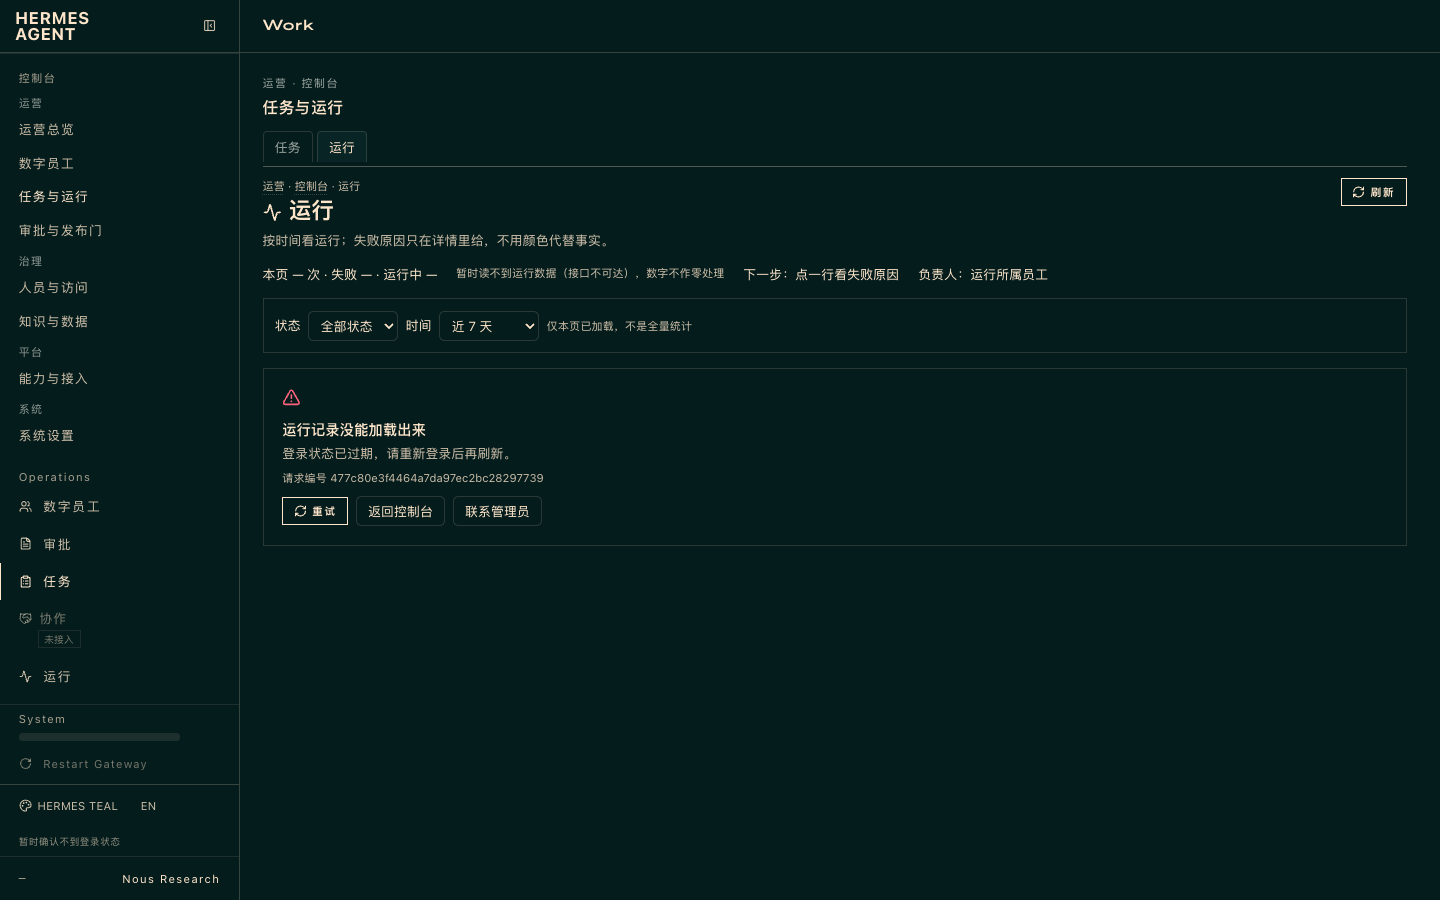 HERMES
AGENT
Work
控制台
运营
运营总览
数字员工
任务与运行
审批与发布门
治理
人员与访问
知识与数据
平台
能力与接入
系统
系统设置
Operations
数字员工
审批
任务
协作
未接入
运行
System
Restart Gateway
HERMES TEAL EN
暂时确认不到登录状态
— Nous Research
运营 · 控制台
任务与运行
任务 运行
运营 · 控制台 · 运行
刷新
运行
按时间看运行；失败原因只在详情里给，不用颜色代替事实。
本页 — 次 · 失败 — · 运行中 — 暂时读不到运行数据（接口不可达），数字不作零处理 下一步：点一行看失败原因 负责人：运行所属员工
状态 全部状态 时间 近 7 天 仅本页已加载，不是全量统计
运行记录没能加载出来
登录状态已过期，请重新登录后再刷新。
请求编号 477c80e3f4464a7da97ec2bc28297739
重试 返回控制台 联系管理员